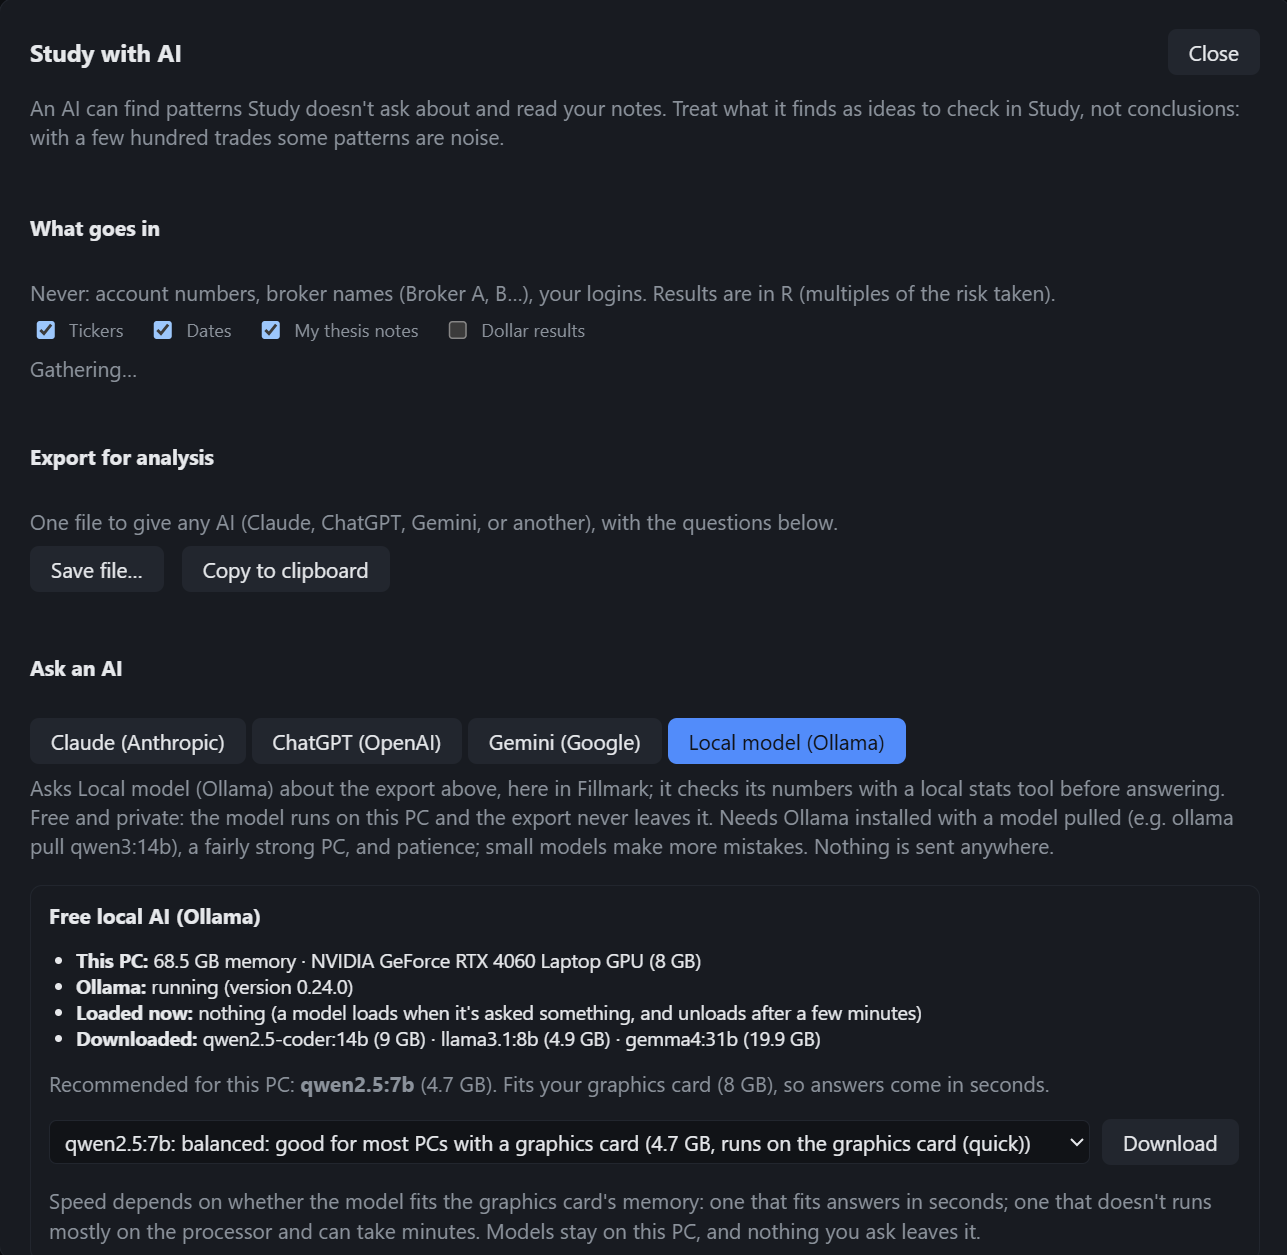 Study with AI
Close
An AI can find patterns Study doesn't ask about and read your notes. Treat what it finds as ideas to check in Study, not conclusions:
with a few hundred trades some patterns are noise.
What goes in
Never: account numbers, broker names (Broker A, B...), your logins. Results are in R (multiples of the risk taken).
Tickers Dates My thesis notes Dollar results
Gathering...
Export for analysis
One file to give any AI (Claude, ChatGPT, Gemini, or another), with the questions below.
Save file... Copy to clipboard
Ask an AI
Claude (Anthropic) ChatGPT (OpenAI) Gemini (Google) Local model (Ollama)
Asks Local model (Ollama) about the export above, here in Fillmark; it checks its numbers with a local stats tool before answering.
Free and private: the model runs on this PC and the export never leaves it. Needs Ollama installed with a model pulled (e.g. ollama
pull qwen3:14b), a fairly strong PC, and patience; small models make more mistakes. Nothing is sent anywhere.
Free local AI (Ollama)
• This PC: 68.5 GB memory · NVIDIA GeForce RTX 4060 Laptop GPU (8 GB)
• Ollama: running (version 0.24.0)
• Loaded now: nothing (a model loads when it's asked something, and unloads after a few minutes)
• Downloaded: qwen2.5-coder:14b (9 GB) · llama3.1:8b (4.9 GB) · gemma4:31b (19.9 GB)
Recommended for this PC: qwen2.5:7b (4.7 GB). Fits your graphics card (8 GB), so answers come in seconds.
qwen2.5:7b: balanced: good for most PCs with a graphics card (4.7 GB, runs on the graphics card (quick)) Download
Speed depends on whether the model fits the graphics card's memory: one that fits answers in seconds; one that doesn't runs
mostly on the processor and can take minutes. Models stay on this PC, and nothing you ask leaves it.